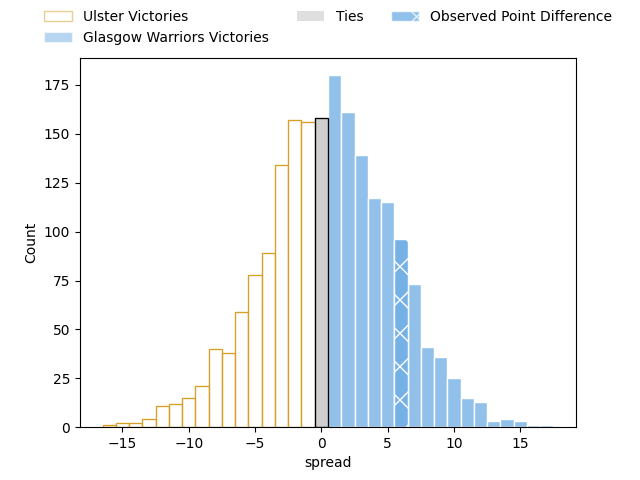 Ulster Victories
Glasgow Warriors Victories
Ties
Observed Point Difference
Count
175
150
125
100
75
50
25
0
−15
−10
−5
0
5
10
15
spread